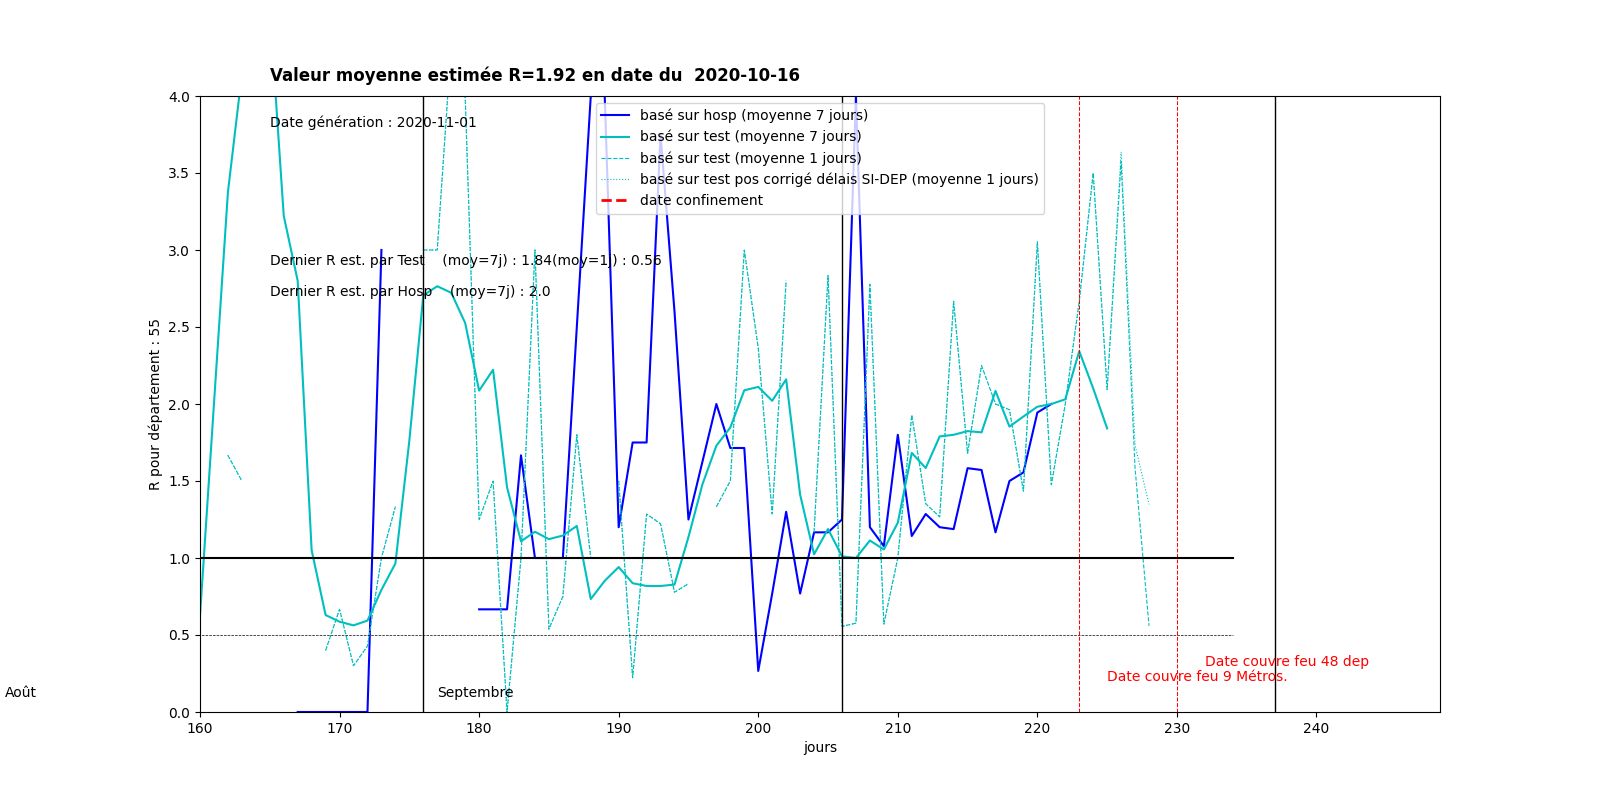 Valeur moyenne estimée R=1.92 en date du  2020-10-16
Date génération : 2020-11-01
basé sur hosp (moyenne 7 jours)
basé sur test (moyenne 7 jours)
basé sur test (moyenne 1 jours)
basé sur test pos corrigé délais SI-DEP (moyenne 1 jours)
date confinement
Dernier R est. par Test    (moy=7j) : 1.84(moy=1j) : 0.56
Dernier R est. par Hosp    (moy=7j) : 2.0
R pour département : 55
4.0
3.5
3.0
2.5
2.0
1.5
1.0
0.5
0.0
Date couvre feu 48 dep
Date couvre feu 9 Métros.
Août
Septembre
160 170 180 190 200 210 220 230 240
jours